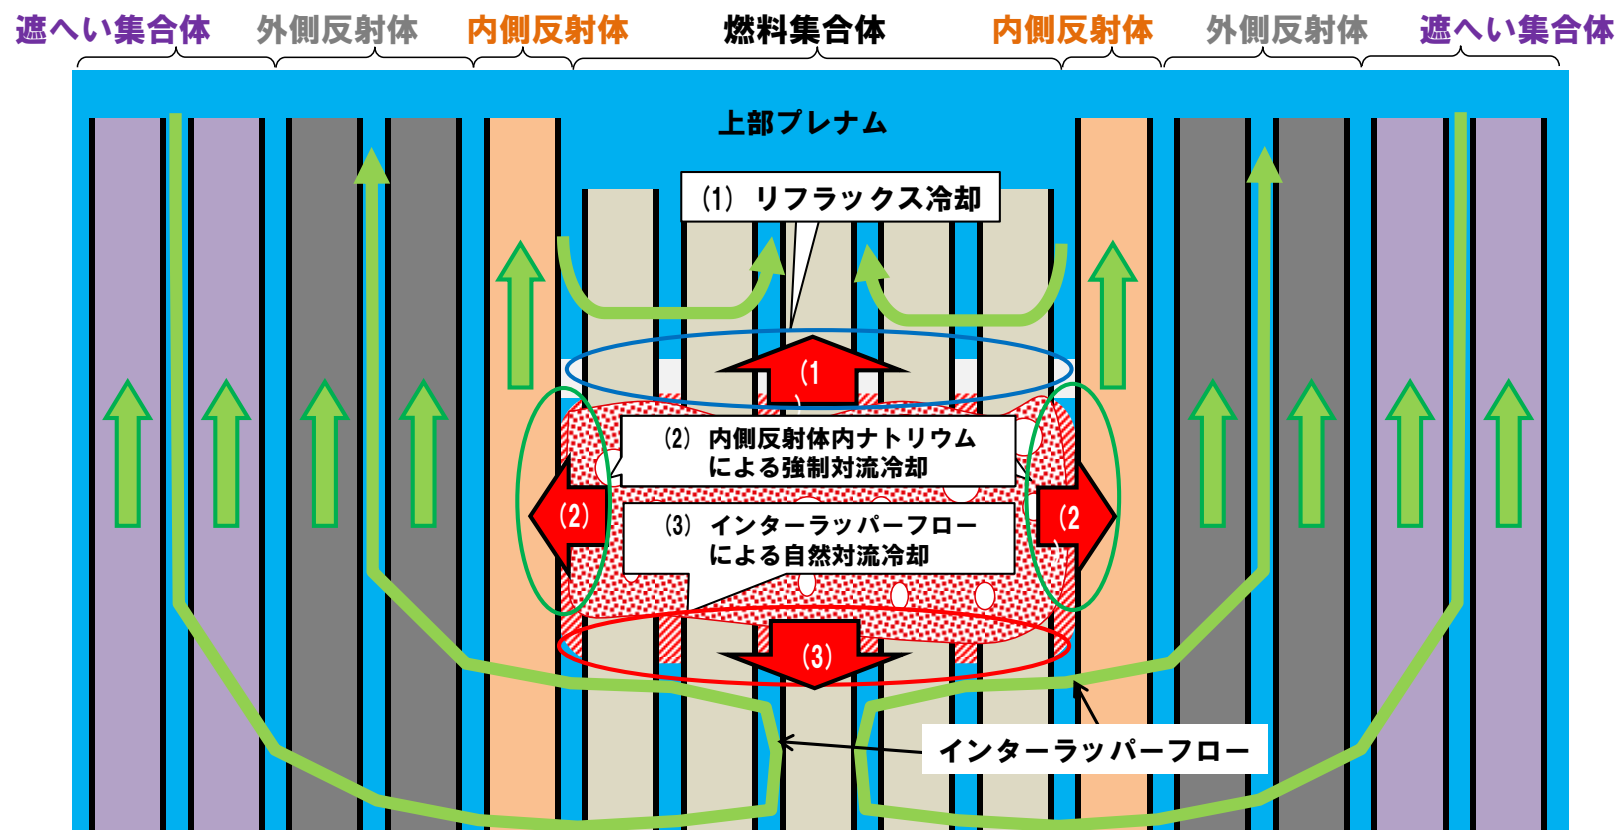 遮へい集合体 外側反射体 内側反射体 燃料集合体 内側反射体 外側反射体 遮へい集合体
上部プレナム
(1) リフラックス冷却
(1
)
(2) 内側反射体内ナトリウム
による強制対流冷却
(2)
(2
)
(3) インターラッパーフロー
による自然対流冷却
(3)
インターラッパーフロー